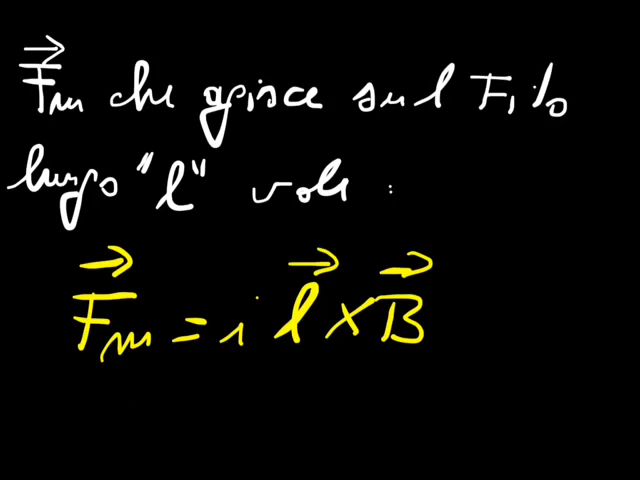 F⃗m che agisce sul Filo
lungo "l" vale :
F⃗m = i l⃗ × B⃗